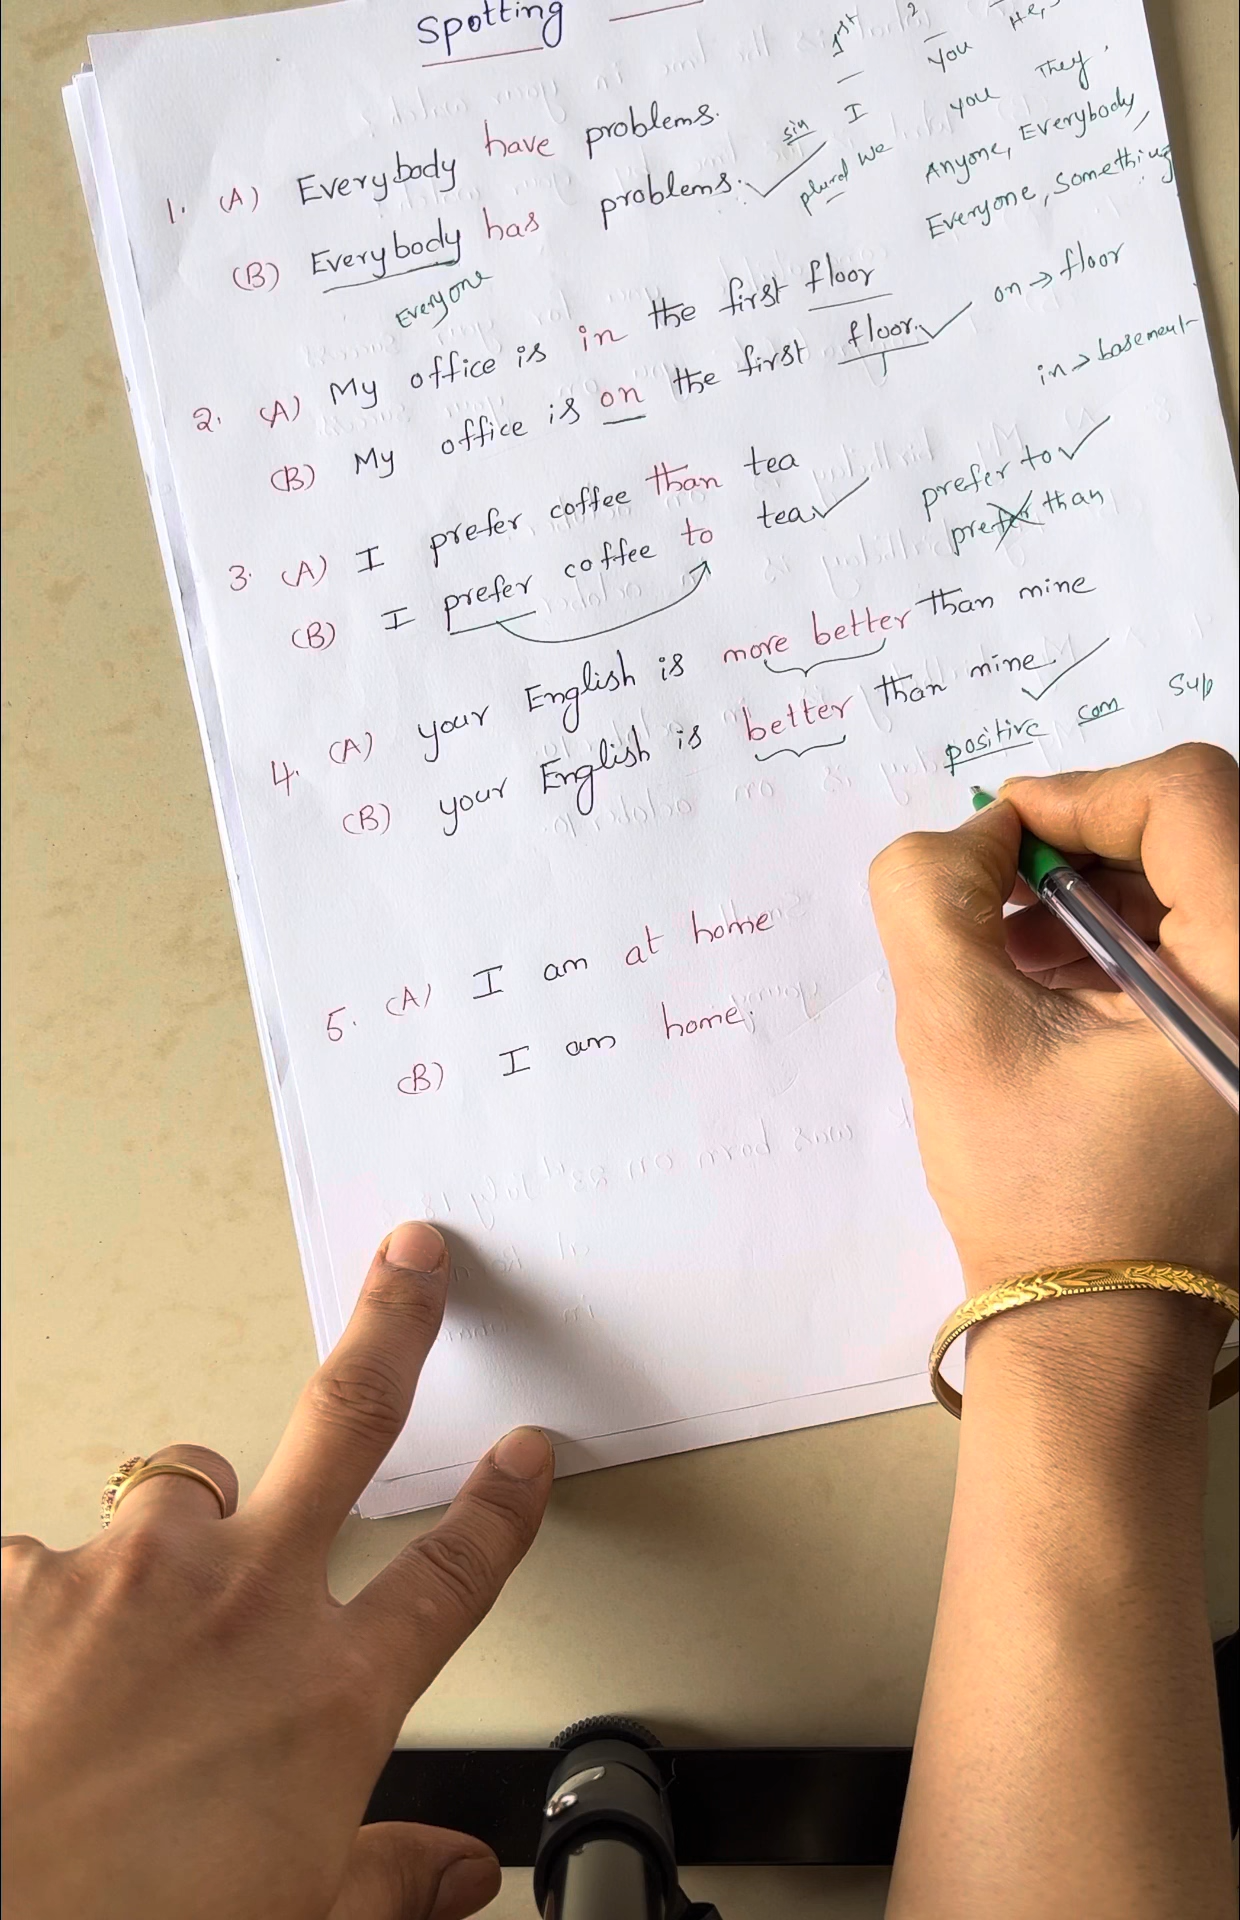 Spotting
1st 2 He,
sin I You
plural We you They.
1. (A) Everybody have problems.
(B) Everybody has problems.
Everyone
Anyone, Everybody,
Everyone, Something
2. (A) My office is in the first floor
(B) My office is on the first floor.
on → floor
in → basement
3. (A) I prefer coffee than tea
(B) I prefer coffee to tea
prefer to
prefer than
4. (A) your English is more better than mine
(B) your English is better than mine.
positive com sup
5. (A) I am at home
(B) I am home.